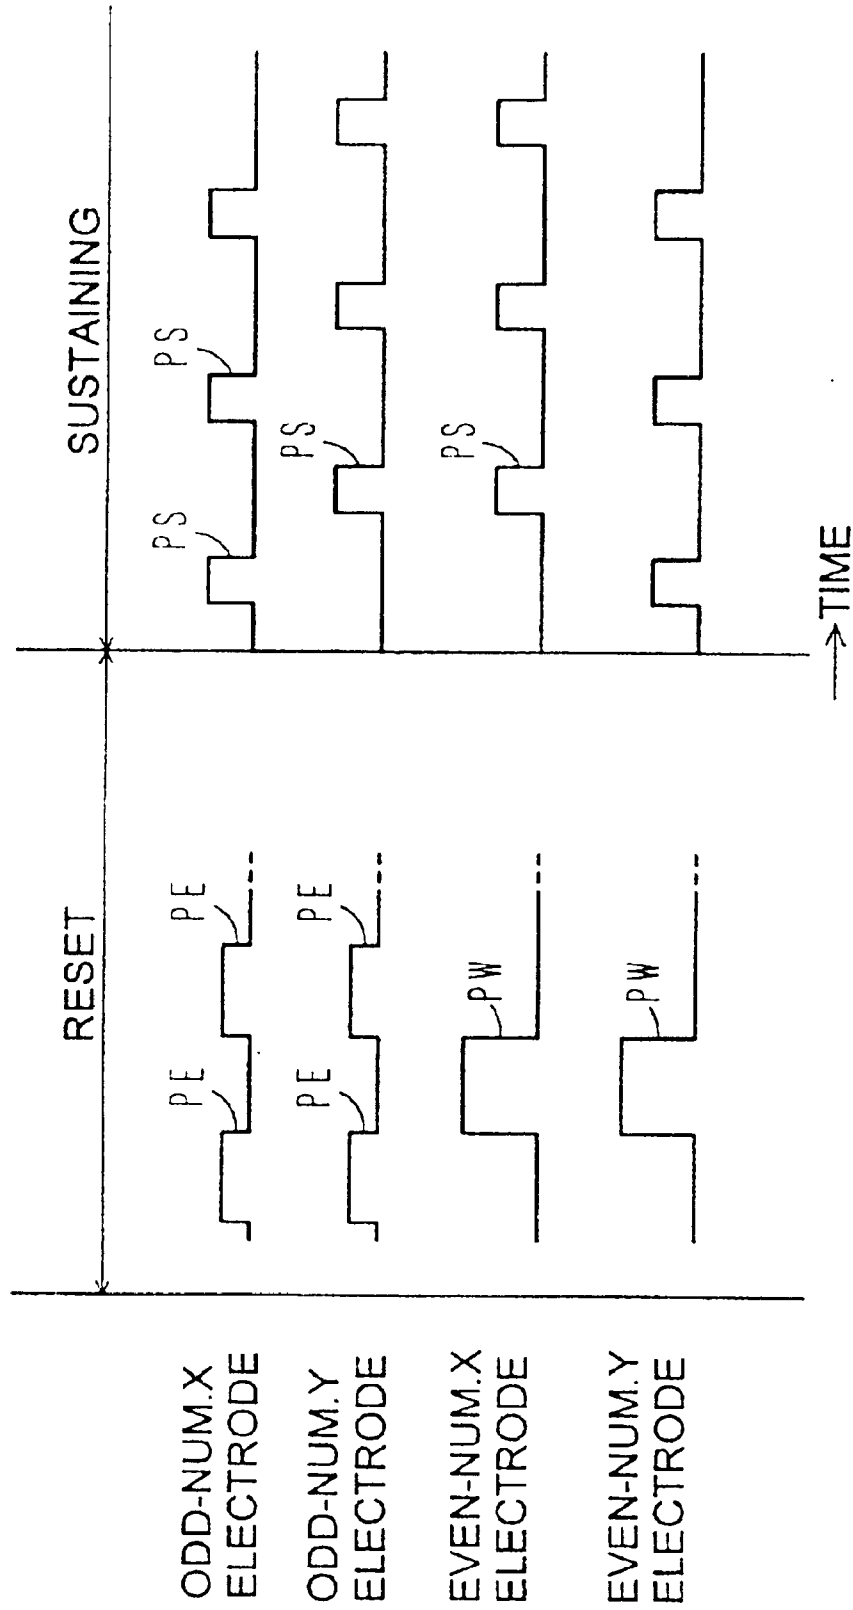 RESET
SUSTAINING
ODD-NUM.X
ELECTRODE
PE
PE
PS
PS
ODD-NUM.Y
ELECTRODE
PE
PE
PS
EVEN-NUM.X
ELECTRODE
PW
PS
EVEN-NUM.Y
ELECTRODE
PW
TIME